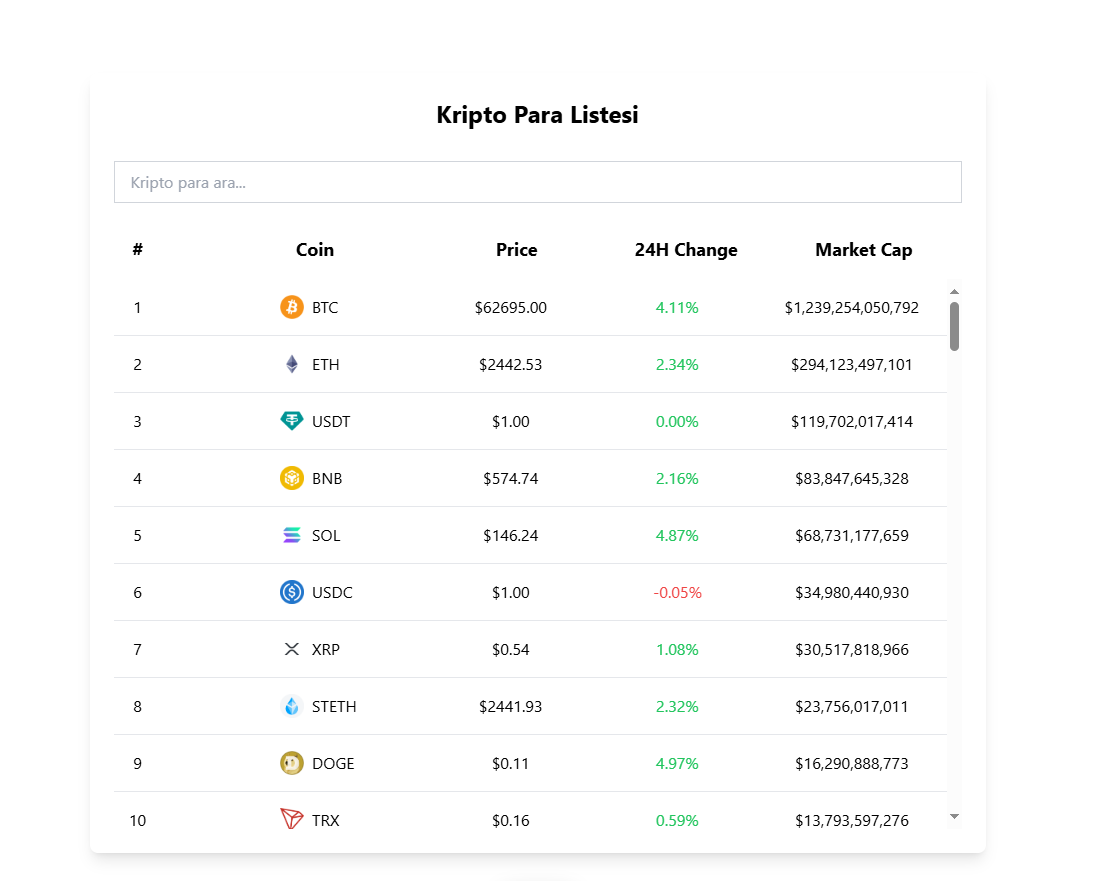 Kripto Para Listesi
Kripto para ara...
# Coin Price 24H Change Market Cap
1 BTC $62695.00 4.11% $1,239,254,050,792
2 ETH $2442.53 2.34% $294,123,497,101
3 USDT $1.00 0.00% $119,702,017,414
4 BNB $574.74 2.16% $83,847,645,328
5 SOL $146.24 4.87% $68,731,177,659
6 USDC $1.00 -0.05% $34,980,440,930
7 XRP $0.54 1.08% $30,517,818,966
8 STETH $2441.93 2.32% $23,756,017,011
9 DOGE $0.11 4.97% $16,290,888,773
10 TRX $0.16 0.59% $13,793,597,276